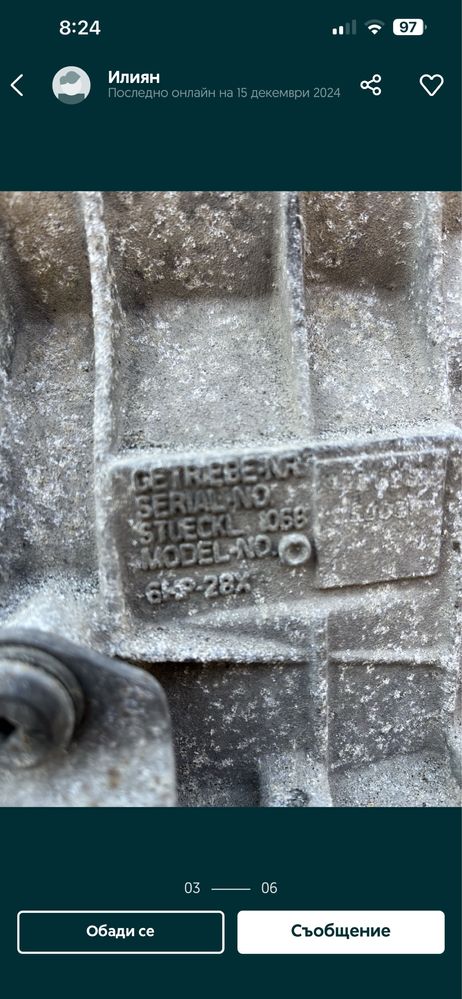 8:24
97
Илиян
Последно онлайн на 15 декември 2024
GETRIEBE-NR.
SERIAL-NO
STUECKL. 1068
MODEL-NO.
28X
03 06
Обади се
Съобщение